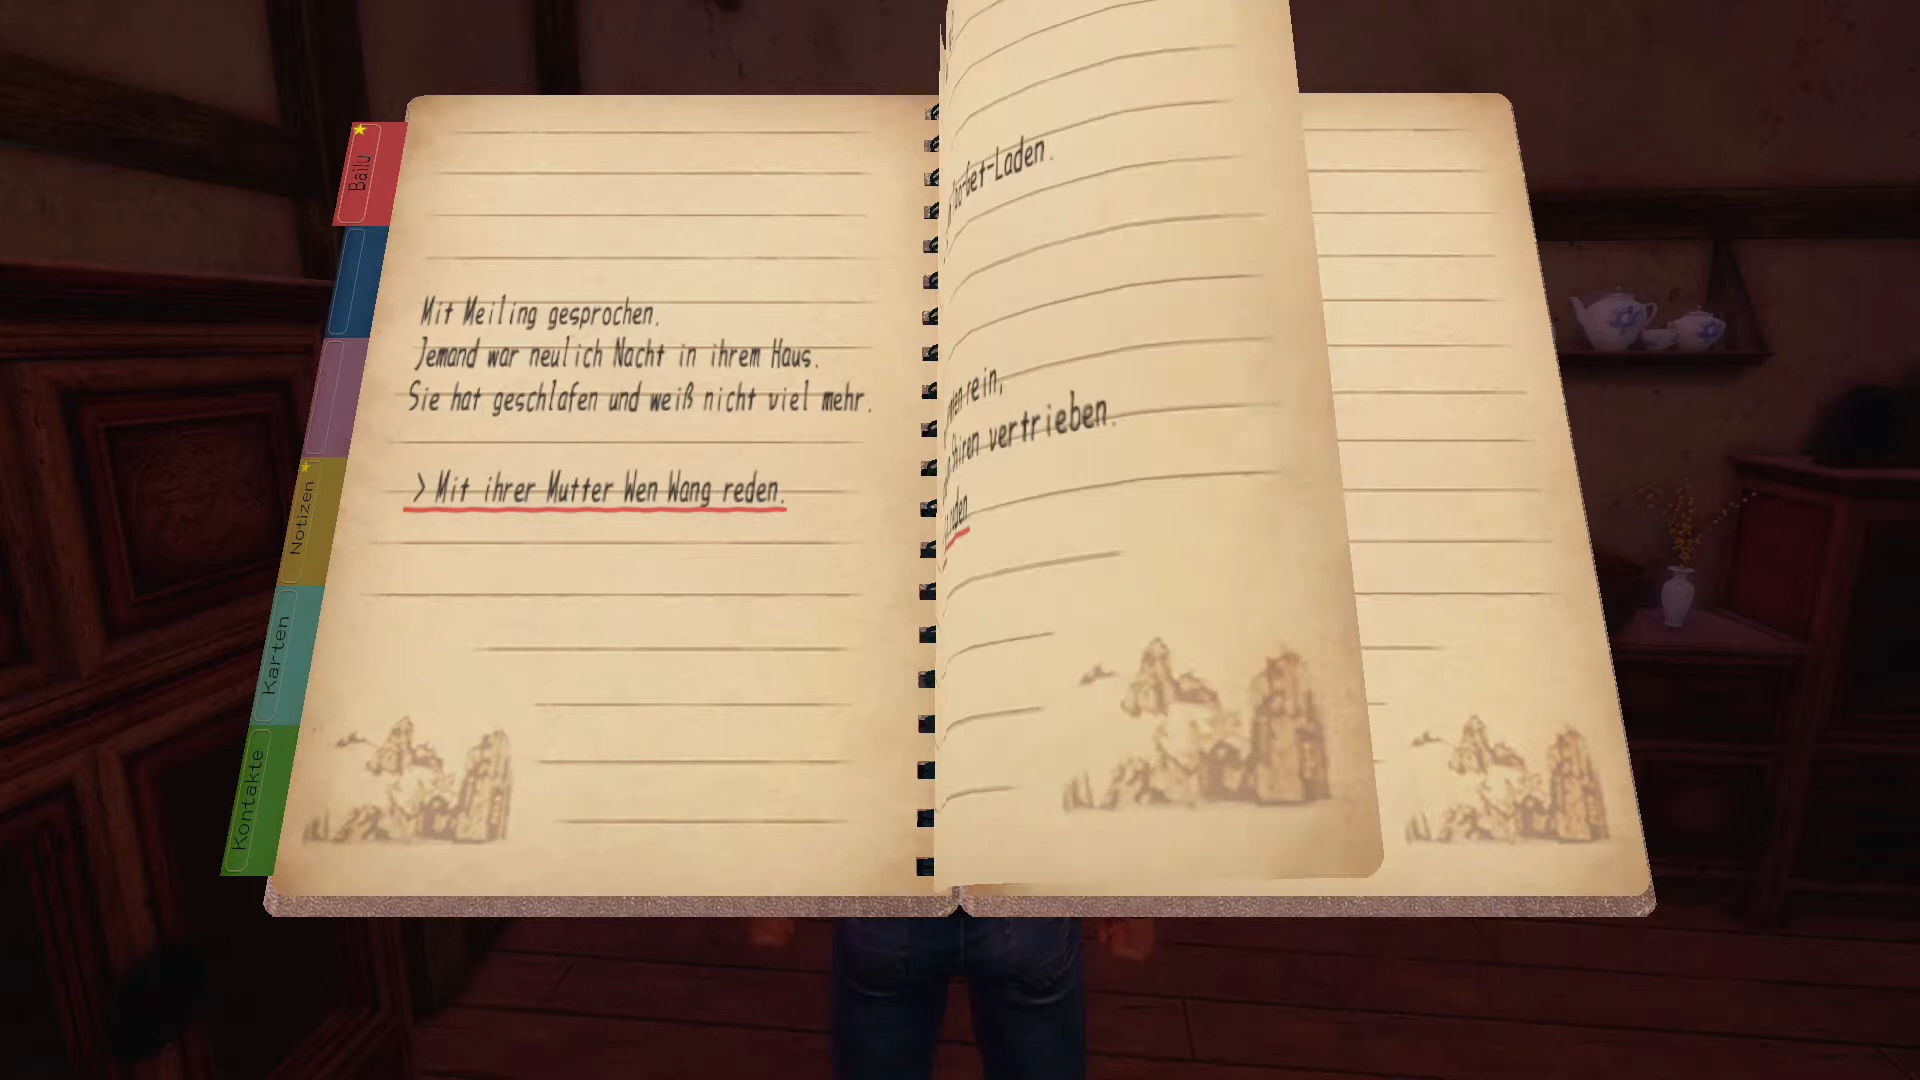 Bailu
Notizen
Karten
Kontakte
Mit Meiling gesprochen.
Jemand war neulich Nacht in ihrem Haus.
Sie hat geschlafen und weiß nicht viel mehr.
> Mit ihrer Mutter Wen Wang reden.
-Laden.
rein,
vertrieben.